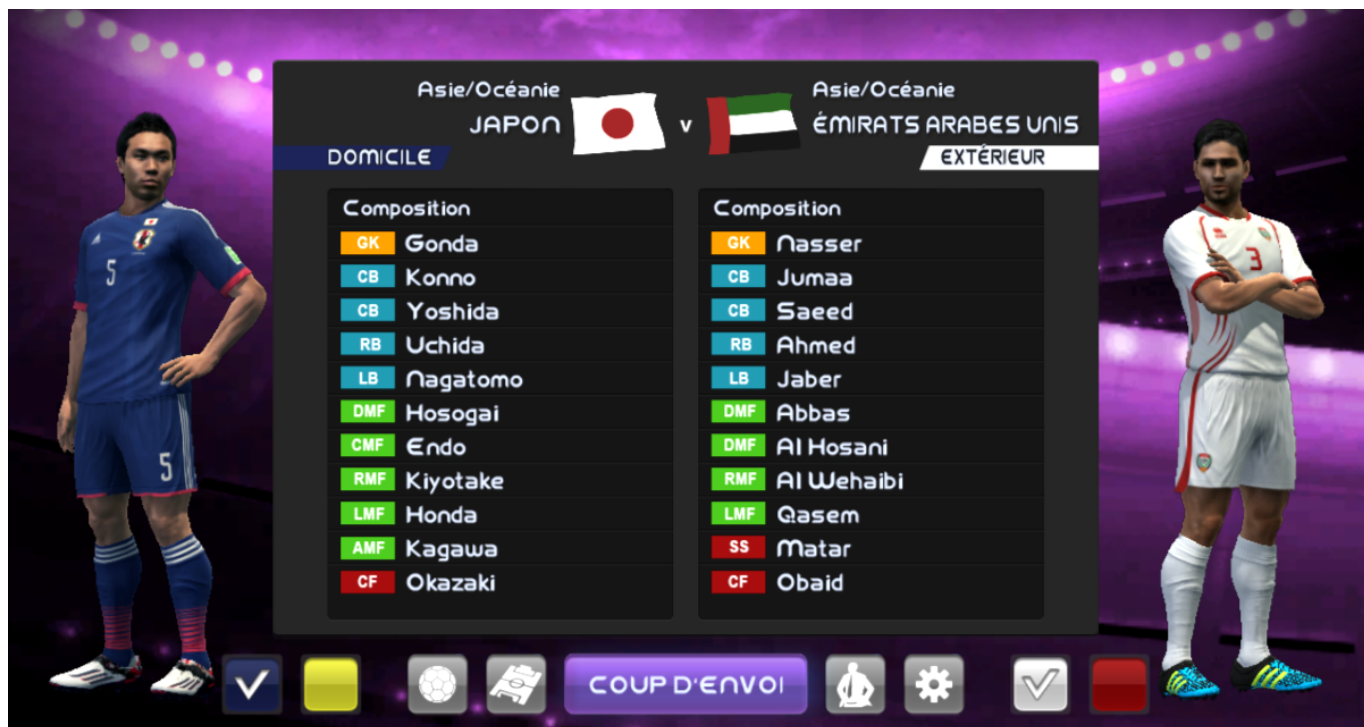 Asie/Océanie
JAPON
v
Asie/Océanie
ÉMIRATS ARABES UNIS
DOMICILE
EXTÉRIEUR
Composition
GK Gonda
CB Konno
CB Yoshida
RB Uchida
LB Nagatomo
DMF Hosogai
CMF Endo
RMF Kiyotake
LMF Honda
AMF Kagawa
CF Okazaki
Composition
GK Nasser
CB Jumaa
CB Saeed
RB Ahmed
LB Jaber
DMF Abbas
DMF Al Hosani
RMF Al Wehaibi
LMF Qasem
SS Matar
CF Obaid
5
5
3
COUP D'ENVOI